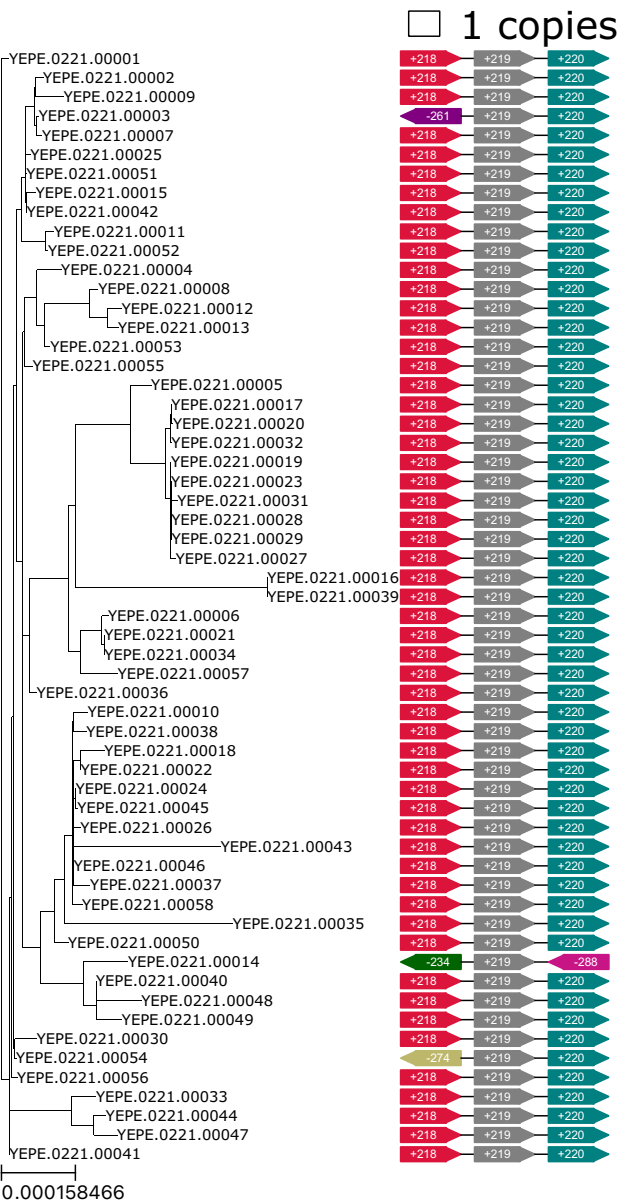 1 copies
YEPE.0221.00001 +218 +219 +220
YEPE.0221.00002 +218 +219 +220
YEPE.0221.00009 +218 +219 +220
YEPE.0221.00003 -261 +219 +220
YEPE.0221.00007 +218 +219 +220
YEPE.0221.00025 +218 +219 +220
YEPE.0221.00051 +218 +219 +220
YEPE.0221.00015 +218 +219 +220
YEPE.0221.00042 +218 +219 +220
YEPE.0221.00011 +218 +219 +220
YEPE.0221.00052 +218 +219 +220
YEPE.0221.00004 +218 +219 +220
YEPE.0221.00008 +218 +219 +220
YEPE.0221.00012 +218 +219 +220
YEPE.0221.00013 +218 +219 +220
YEPE.0221.00053 +218 +219 +220
YEPE.0221.00055 +218 +219 +220
YEPE.0221.00005 +218 +219 +220
YEPE.0221.00017 +218 +219 +220
YEPE.0221.00020 +218 +219 +220
YEPE.0221.00032 +218 +219 +220
YEPE.0221.00019 +218 +219 +220
YEPE.0221.00023 +218 +219 +220
YEPE.0221.00031 +218 +219 +220
YEPE.0221.00028 +218 +219 +220
YEPE.0221.00029 +218 +219 +220
YEPE.0221.00027 +218 +219 +220
YEPE.0221.00016 +218 +219 +220
YEPE.0221.00039 +218 +219 +220
YEPE.0221.00006 +218 +219 +220
YEPE.0221.00021 +218 +219 +220
YEPE.0221.00034 +218 +219 +220
YEPE.0221.00057 +218 +219 +220
YEPE.0221.00036 +218 +219 +220
YEPE.0221.00010 +218 +219 +220
YEPE.0221.00038 +218 +219 +220
YEPE.0221.00018 +218 +219 +220
YEPE.0221.00022 +218 +219 +220
YEPE.0221.00024 +218 +219 +220
YEPE.0221.00045 +218 +219 +220
YEPE.0221.00026 +218 +219 +220
YEPE.0221.00043 +218 +219 +220
YEPE.0221.00046 +218 +219 +220
YEPE.0221.00037 +218 +219 +220
YEPE.0221.00058 +218 +219 +220
YEPE.0221.00035 +218 +219 +220
YEPE.0221.00050 +218 +219 +220
YEPE.0221.00014 -234 +219 -288
YEPE.0221.00040 +218 +219 +220
YEPE.0221.00048 +218 +219 +220
YEPE.0221.00049 +218 +219 +220
YEPE.0221.00030 +218 +219 +220
YEPE.0221.00054 -274 +219 +220
YEPE.0221.00056 +218 +219 +220
YEPE.0221.00033 +218 +219 +220
YEPE.0221.00044 +218 +219 +220
YEPE.0221.00047 +218 +219 +220
YEPE.0221.00041 +218 +219 +220
0.000158466